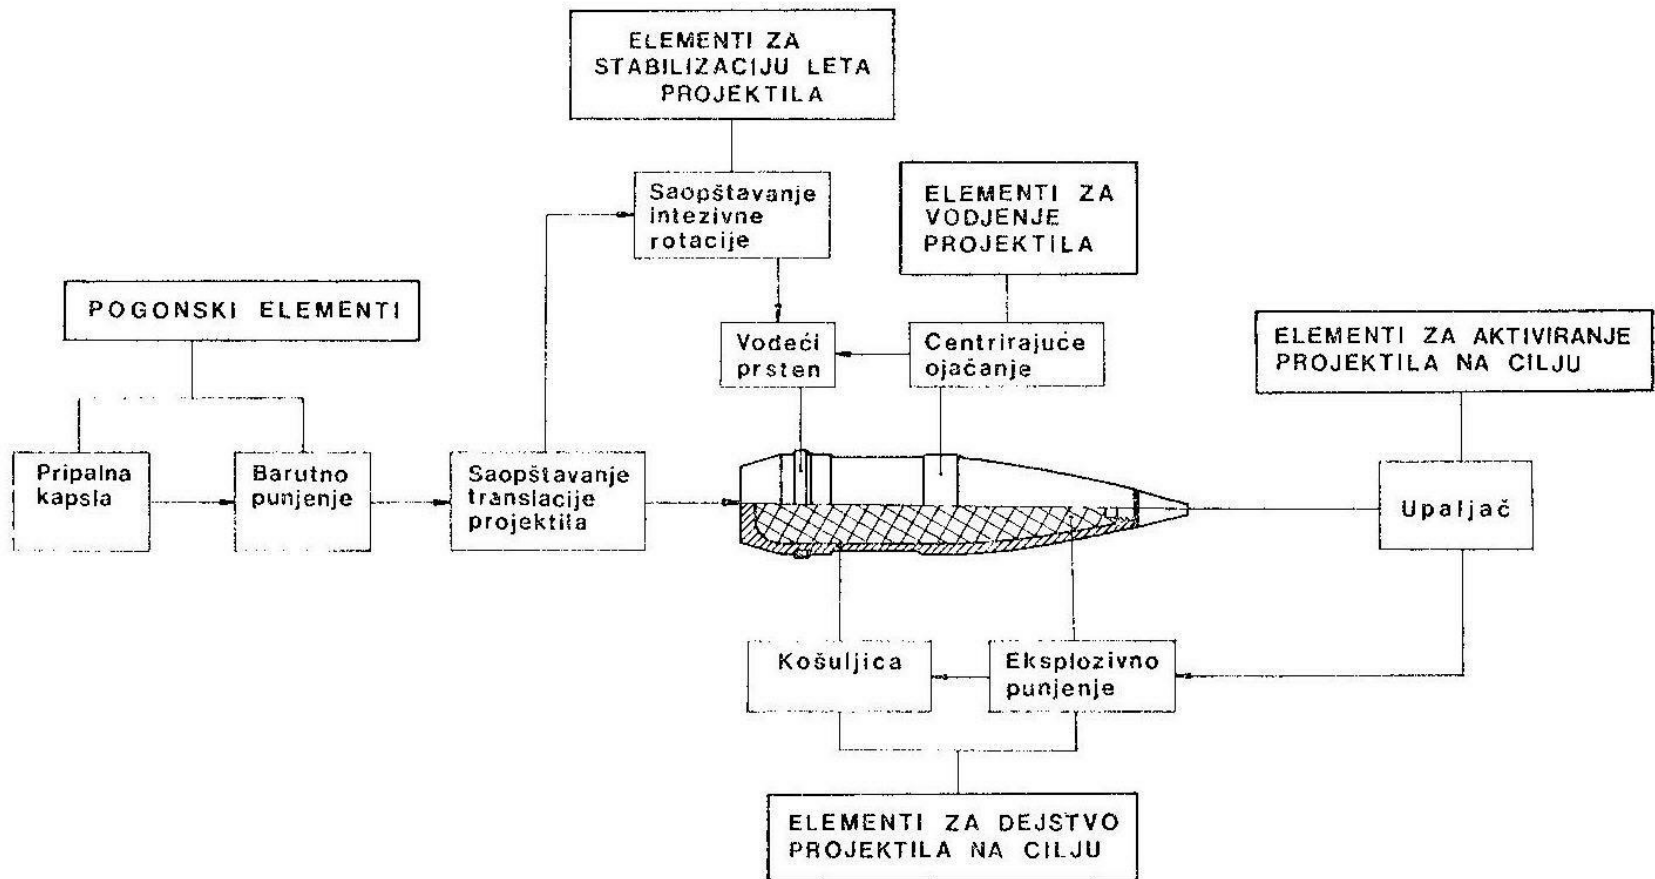 ELEMENTI ZA
STABILIZACIJU LETA
PROJEKTILA
Saopštavanje
intezivne
rotacije
ELEMENTI ZA
VODJENJE
PROJEKTILA
POGONSKI ELEMENTI
Vodeći
prsten
Centrirajuće
ojačanje
ELEMENTI ZA AKTIVIRANJE
PROJEKTILA NA CILJU
Pripalna
kapsla
Barutno
punjenje
Saopštavanje
translacije
projektila
Upaljač
Košuljica
Eksplozivno
punjenje
ELEMENTI ZA DEJSTVO
PROJEKTILA NA CILJU